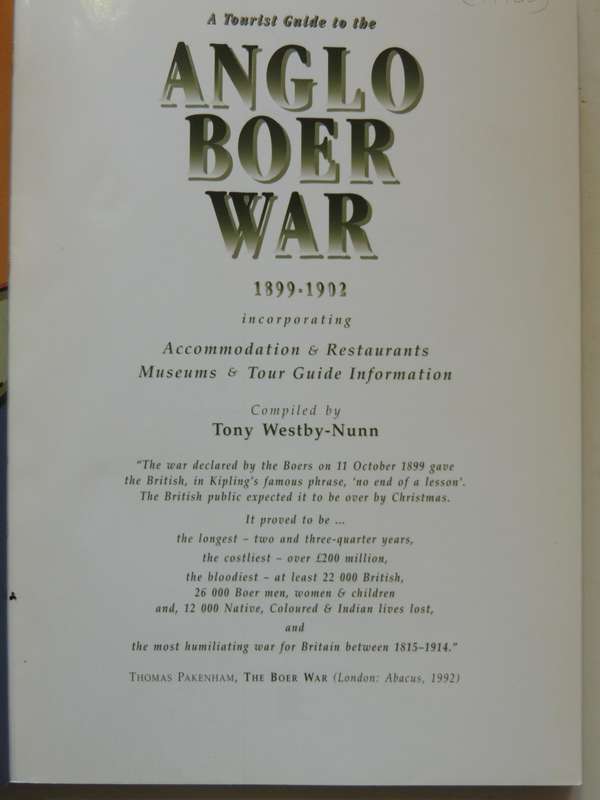 A Tourist Guide to the
ANGLO
BOER
WAR
1899-1902
incorporating
Accommodation & Restaurants
Museums & Tour Guide Information
Compiled by
Tony Westby-Nunn
"The war declared by the Boers on 11 October 1899 gave
the British, in Kipling's famous phrase, 'no end of a lesson'.
The British public expected it to be over by Christmas.
It proved to be ...
the longest – two and three-quarter years,
the costliest – over £200 million,
the bloodiest – at least 22 000 British,
26 000 Boer men, women & children
and, 12 000 Native, Coloured & Indian lives lost,
and
the most humiliating war for Britain between 1815–1914."
THOMAS PAKENHAM, THE BOER WAR (London: Abacus, 1992)